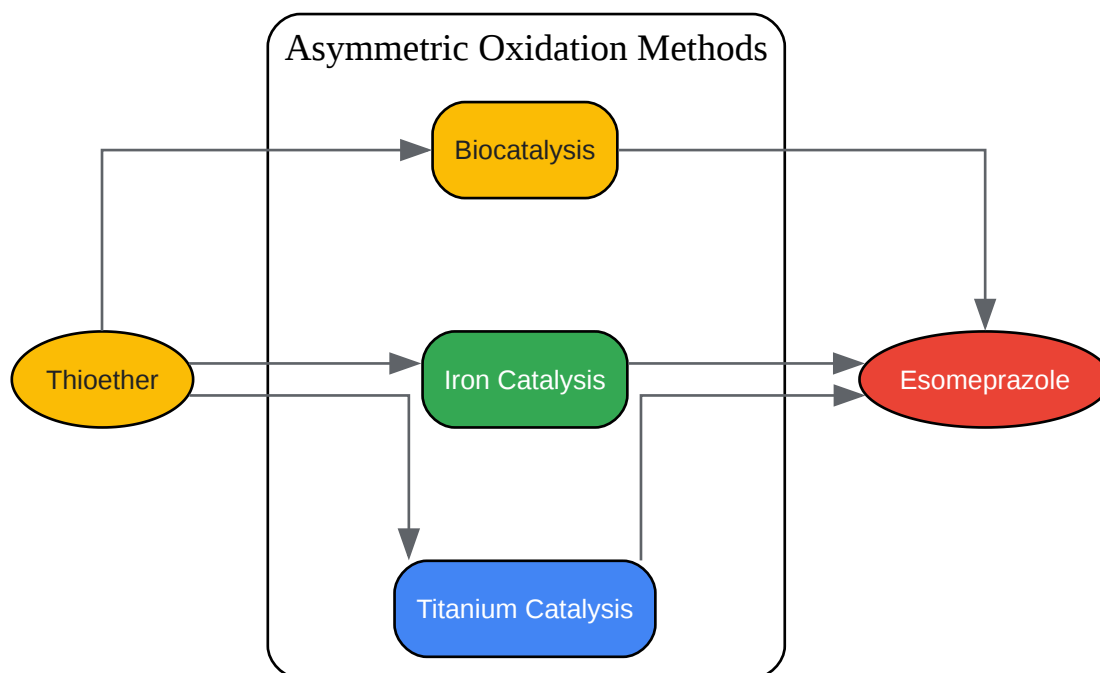 Asymmetric Oxidation Methods
Biocatalysis
Thioether
Iron Catalysis
Esomeprazole
Titanium Catalysis